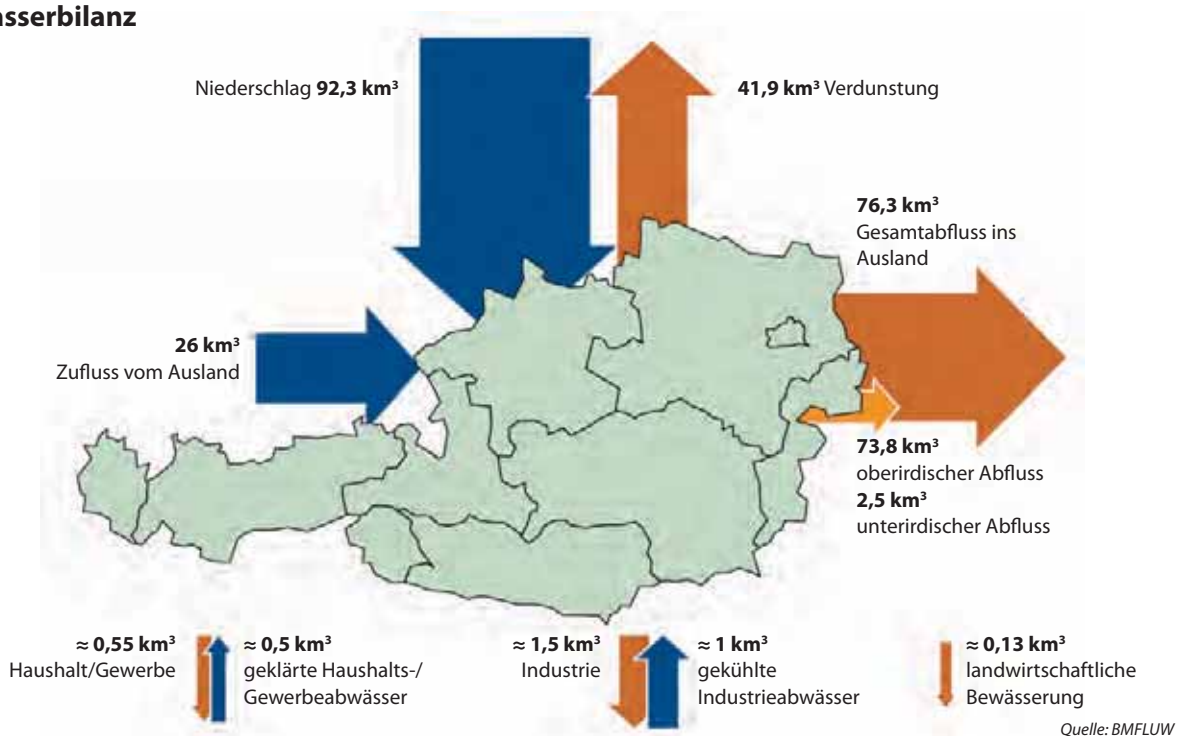 asserbilanz
Niederschlag 92,3 km³
41,9 km³ Verdunstung
76,3 km³
Gesamtabfluss ins
Ausland
26 km³
Zufluss vom Ausland
73,8 km³
oberirdischer Abfluss
2,5 km³
unterirdischer Abfluss
≈ 0,55 km³
Haushalt/Gewerbe
≈ 0,5 km³
geklärte Haushalts-/
Gewerbeabwässer
≈ 1,5 km³
Industrie
≈ 1 km³
gekühlte
Industrieabwässer
≈ 0,13 km³
landwirtschaftliche
Bewässerung
Quelle: BMFLUW